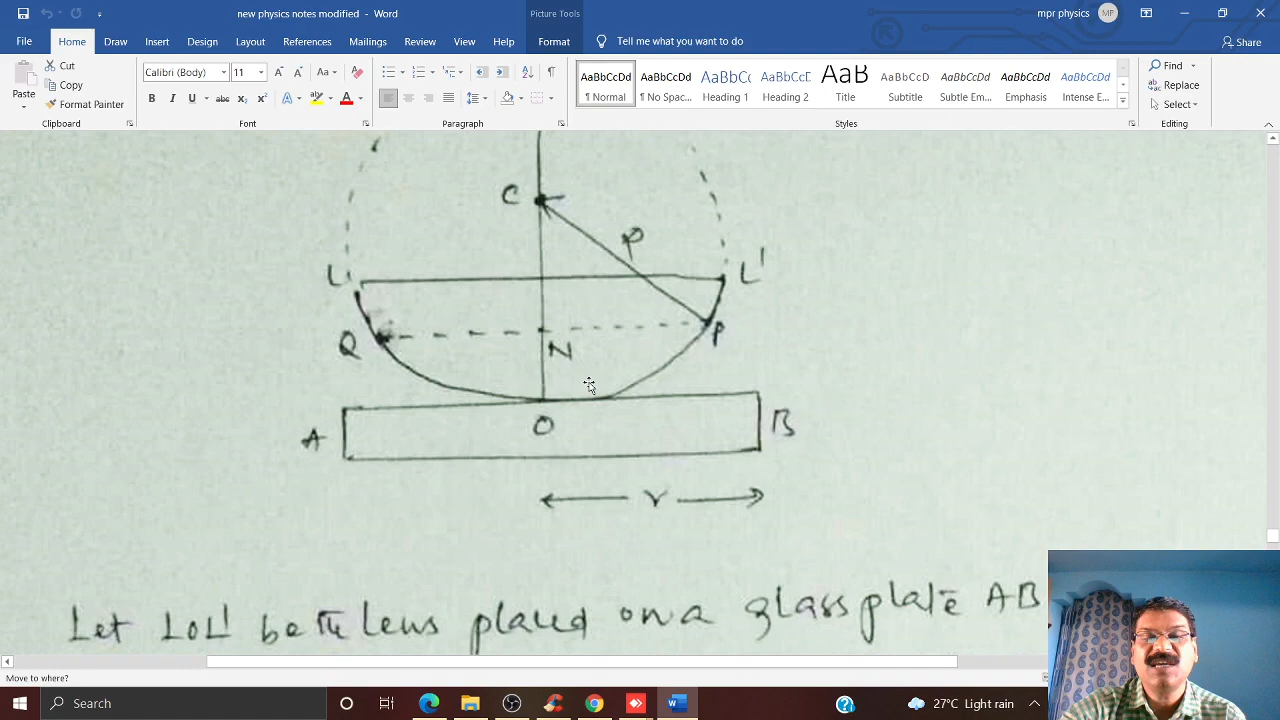 new physics notes modified - Word
Picture Tools
mpr physics
MP
File
Home
Draw
Insert
Design
Layout
References
Mailings
Review
View
Help
Format
Tell me what you want to do
Share
Paste
Cut
Copy
Format Painter
Clipboard
Calibri (Body)
11
Font
Paragraph
AaBbCcDd
¶ Normal
AaBbCcDd
¶ No Spac...
AaBbCc
Heading 1
AaBbCcE
Heading 2
AaB
Title
AaBbCcD
Subtitle
AaBbCcDd
Subtle Em...
AaBbCcDd
Emphasis
AaBbCcDd
Intense E...
Styles
Find
Replace
Select
Editing
C
P
L
L'
Q
N
P
A
O
B
r
Let LOL' be the lens placed on a glass plate AB
Move to where?
Search
27°C Light rain